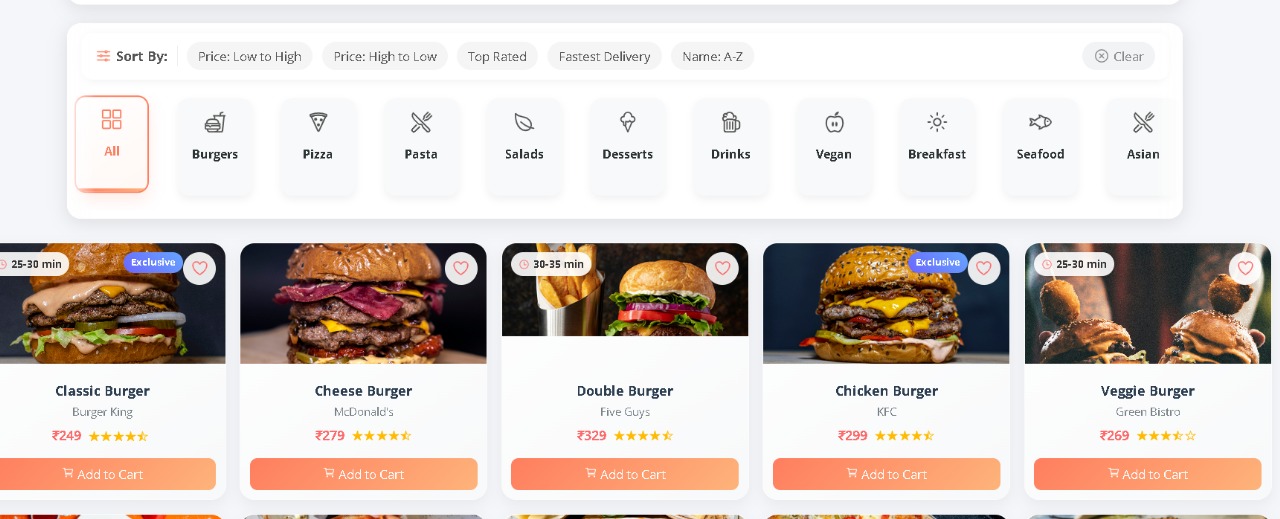 Sort By: Price: Low to High Price: High to Low Top Rated Fastest Delivery Name: A-Z Clear
All Burgers Pizza Pasta Salads Desserts Drinks Vegan Breakfast Seafood Asian
25-30 min Exclusive 30-35 min Exclusive 25-30 min
Classic Burger Cheese Burger Double Burger Chicken Burger Veggie Burger
Burger King McDonald's Five Guys KFC Green Bistro
₹249 ₹279 ₹329 ₹299 ₹269
Add to Cart Add to Cart Add to Cart Add to Cart Add to Cart